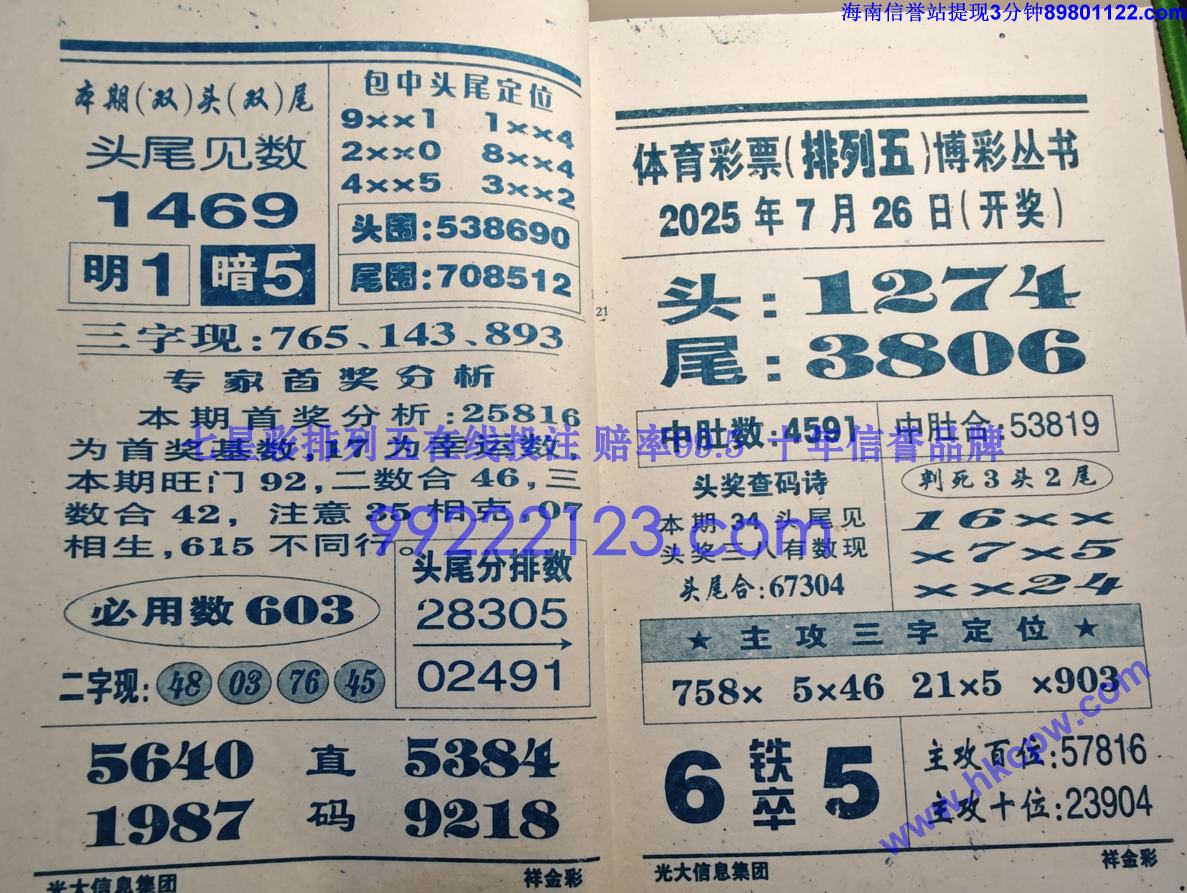 海南信誉站提现3分钟89801122.com
本期(双)头(双)尾
头尾见数
1469
明1 暗5
包中头尾定位
9××1 1××4
2××0 8××4
4××5 3××2
头围:538690
尾围:708512
三字现:765、143、893
专家首奖分析
本期首奖分析:25816
为首奖基数,17为幸运数,
本期旺门92,二数合46,三
数合42,注意35相克,07
相生,615不同行。
必用数603
二字现: 48 03 76 45
头尾分排数
28305
02491
5640 直 5384
1987 码 9218
光大信息集团 祥金彩
21
体育彩票(排列五)博彩丛书
2025年7月26日(开奖)
头:1274
尾:3806
中肚数:4591
中肚合:53819
头奖查码诗
本期34头尾见
头奖二八有数现
头尾合:67304
判死3头2尾
16××
×7×5
××24
★主攻三字定位★
758× 5×46 21×5 ×903
6 铁卒 5
主攻百位:57816
主攻十位:23904
光大信息集团 祥金彩
七星彩排列五在线投注 赔率99.5 十年信誉品牌
99222123.com
www.hkcow.com